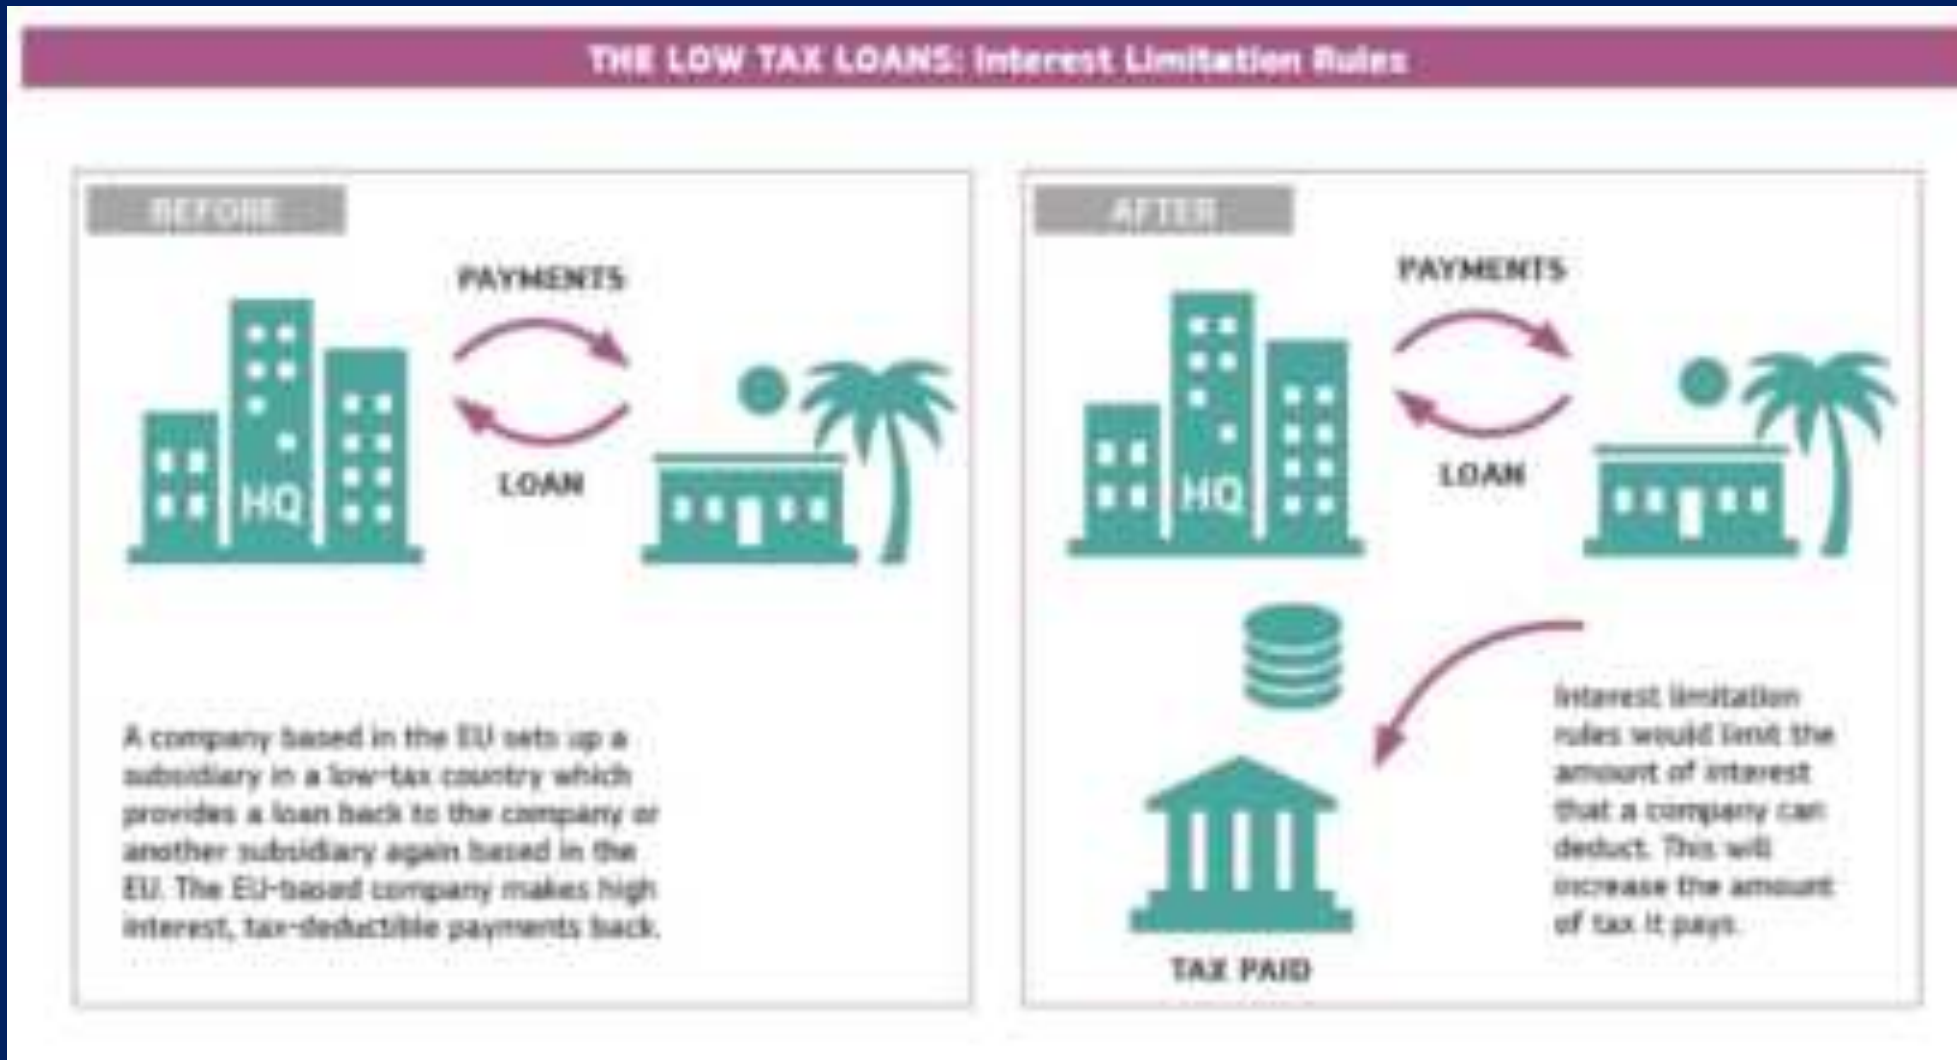 THE LOW TAX LOANS: Interest Limitation Rules
BEFORE
PAYMENTS
HQ
LOAN
A company based in the EU sets up a
subsidiary in a low-tax country which
provides a loan back to the company or
another subsidiary again based in the
EU. The EU-based company makes high
interest, tax-deductible payments back.
AFTER
PAYMENTS
HQ
LOAN
Interest limitation
rules would limit the
amount of interest
that a company can
deduct. This will
increase the amount
of tax it pays.
TAX PAID